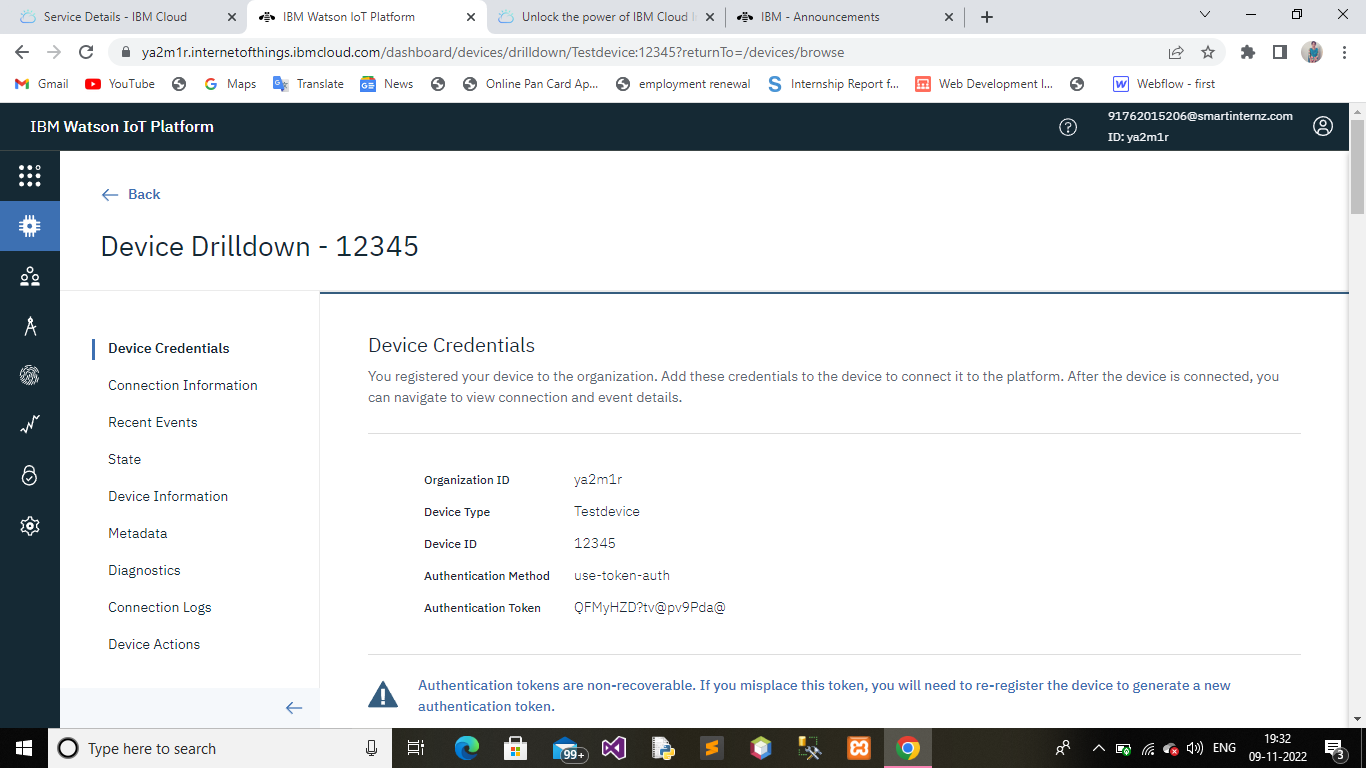 Service Details - IBM Cloud
IBM Watson IoT Platform
Unlock the power of IBM Cloud
IBM - Announcements
ya2m1r.internetofthings.ibmcloud.com/dashboard/devices/drilldown/Testdevice:12345?returnTo=/devices/browse
Gmail YouTube Maps Translate News Online Pan Card Ap... employment renewal Internship Report f... Web Development I... Webflow - first
IBM Watson IoT Platform
91762015206@smartinternz.com
ID: ya2m1r
Back
Device Drilldown - 12345
Device Credentials
Connection Information
Recent Events
State
Device Information
Metadata
Diagnostics
Connection Logs
Device Actions
Device Credentials
You registered your device to the organization. Add these credentials to the device to connect it to the platform. After the device is connected, you
can navigate to view connection and event details.
Organization ID ya2m1r
Device Type Testdevice
Device ID 12345
Authentication Method use-token-auth
Authentication Token QFMyHZD?tv@pv9Pda@
Authentication tokens are non-recoverable. If you misplace this token, you will need to re-register the device to generate a new
authentication token.
Type here to search
99+
ENG
19:32
09-11-2022
3